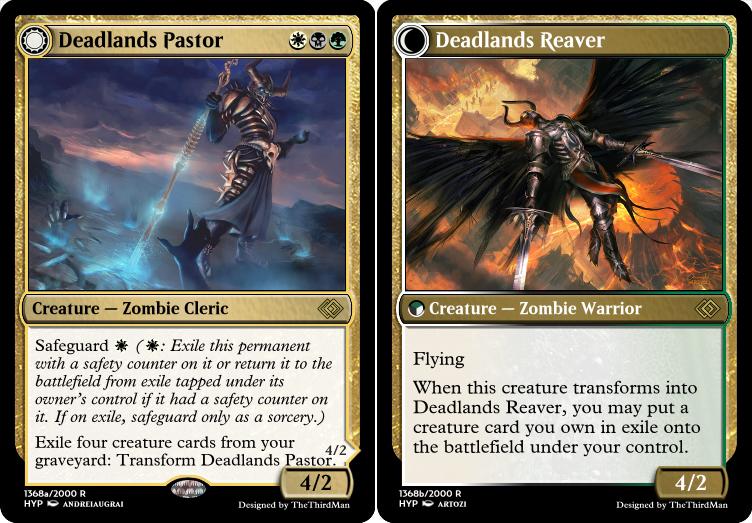 Deadlands Pastor
Creature — Zombie Cleric
Safeguard ( : Exile this permanent
with a safety counter on it or return it to the
battlefield from exile tapped under its
owner's control if it had a safety counter on
it. If on exile, safeguard only as a sorcery.)
Exile four creature cards from your
graveyard: Transform Deadlands Pastor.
4/2
4/2
1368a/2000 R
HYP ANDREIAUGRAI
Designed by TheThirdMan
Deadlands Reaver
Creature — Zombie Warrior
Flying
When this creature transforms into
Deadlands Reaver, you may put a
creature card you own in exile onto
the battlefield under your control.
4/2
1368b/2000 R
HYP ARTOZI
Designed by TheThirdMan